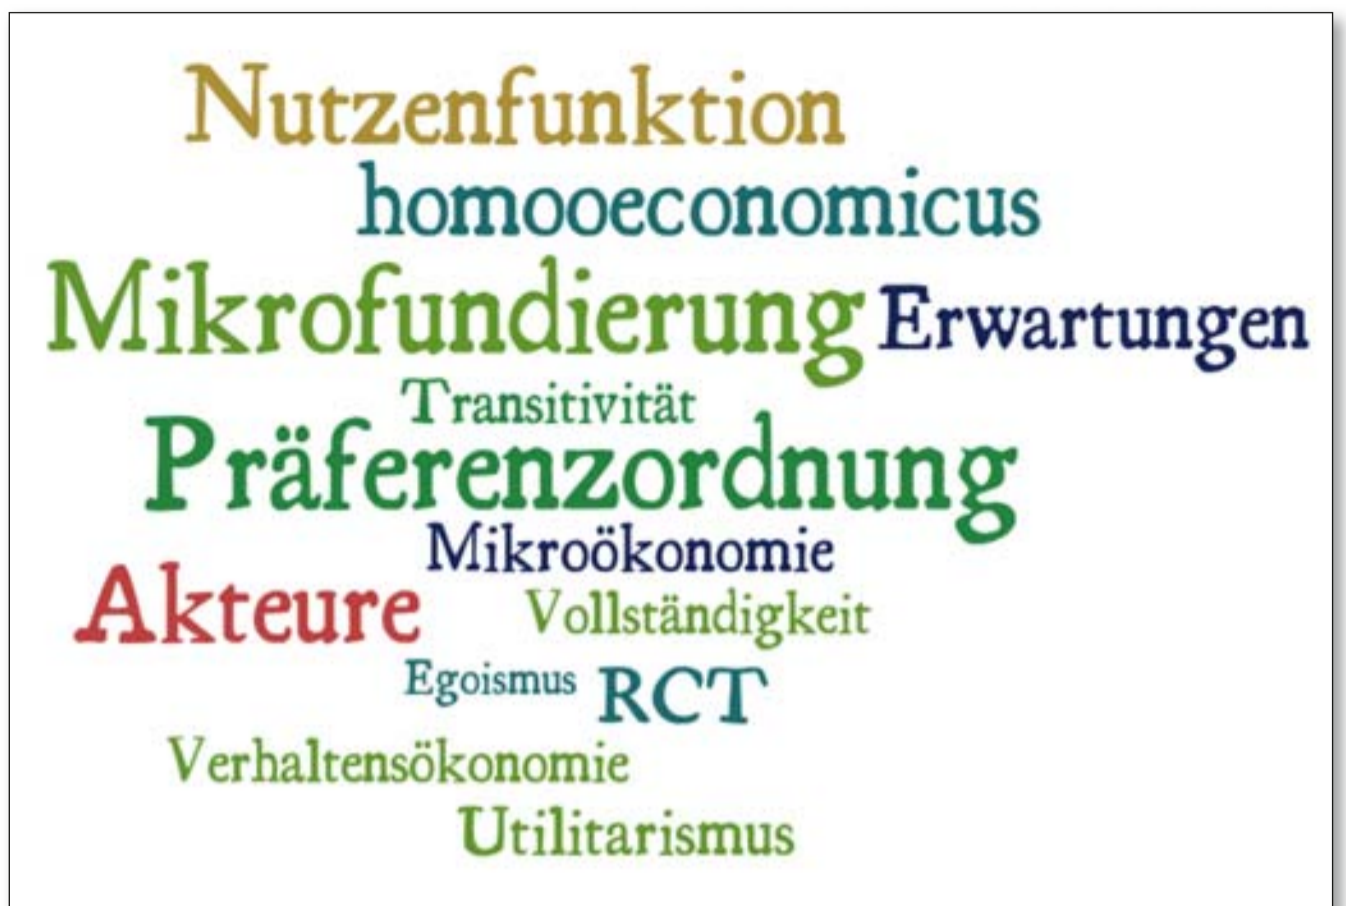 Nutzenfunktion
homooeconomicus
Mikrofundierung Erwartungen
Transitivität
Präferenzordnung
Mikroökonomie
Akteure Vollständigkeit
Egoismus RCT
Verhaltensökonomie
Utilitarismus